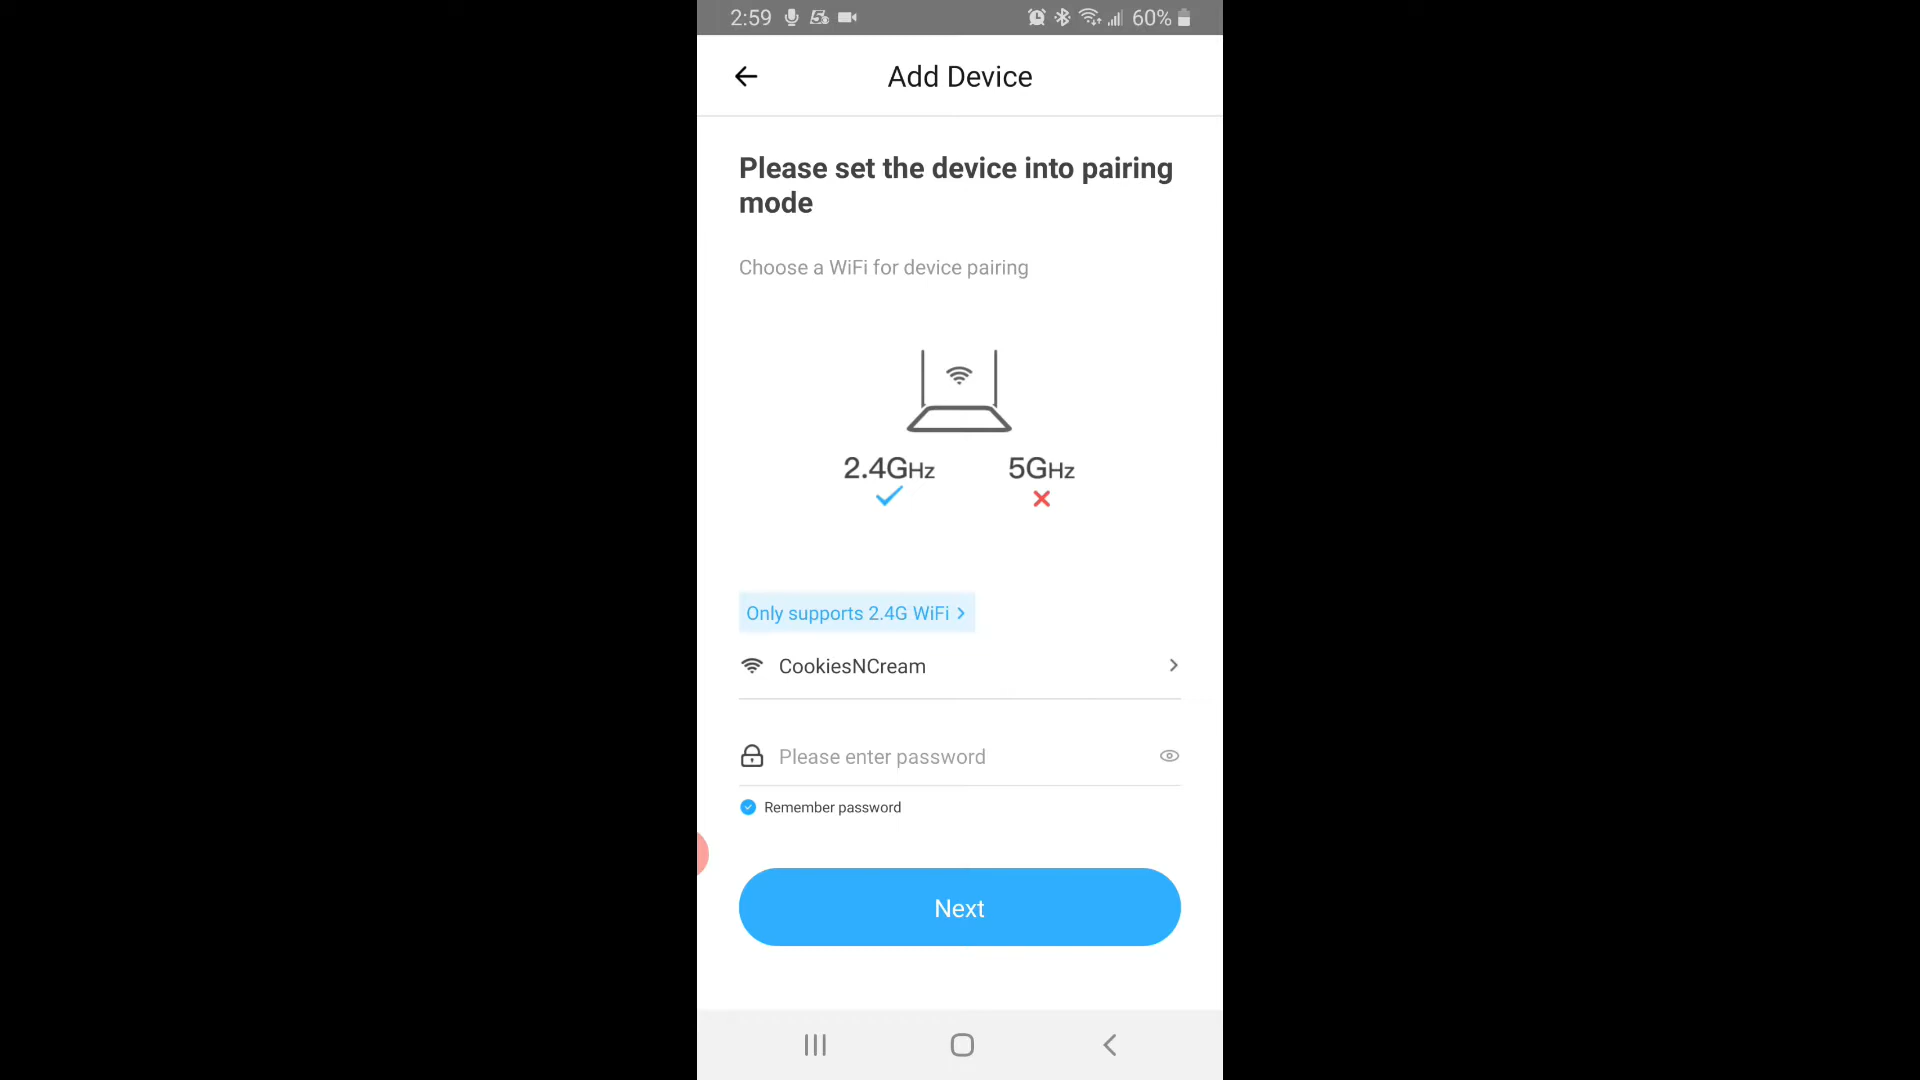 2:59 60%
Add Device
Please set the device into pairing
mode
Choose a WiFi for device pairing
2.4GHz 5GHz
Only supports 2.4G WiFi >
CookiesNCream
Please enter password
Remember password
Next